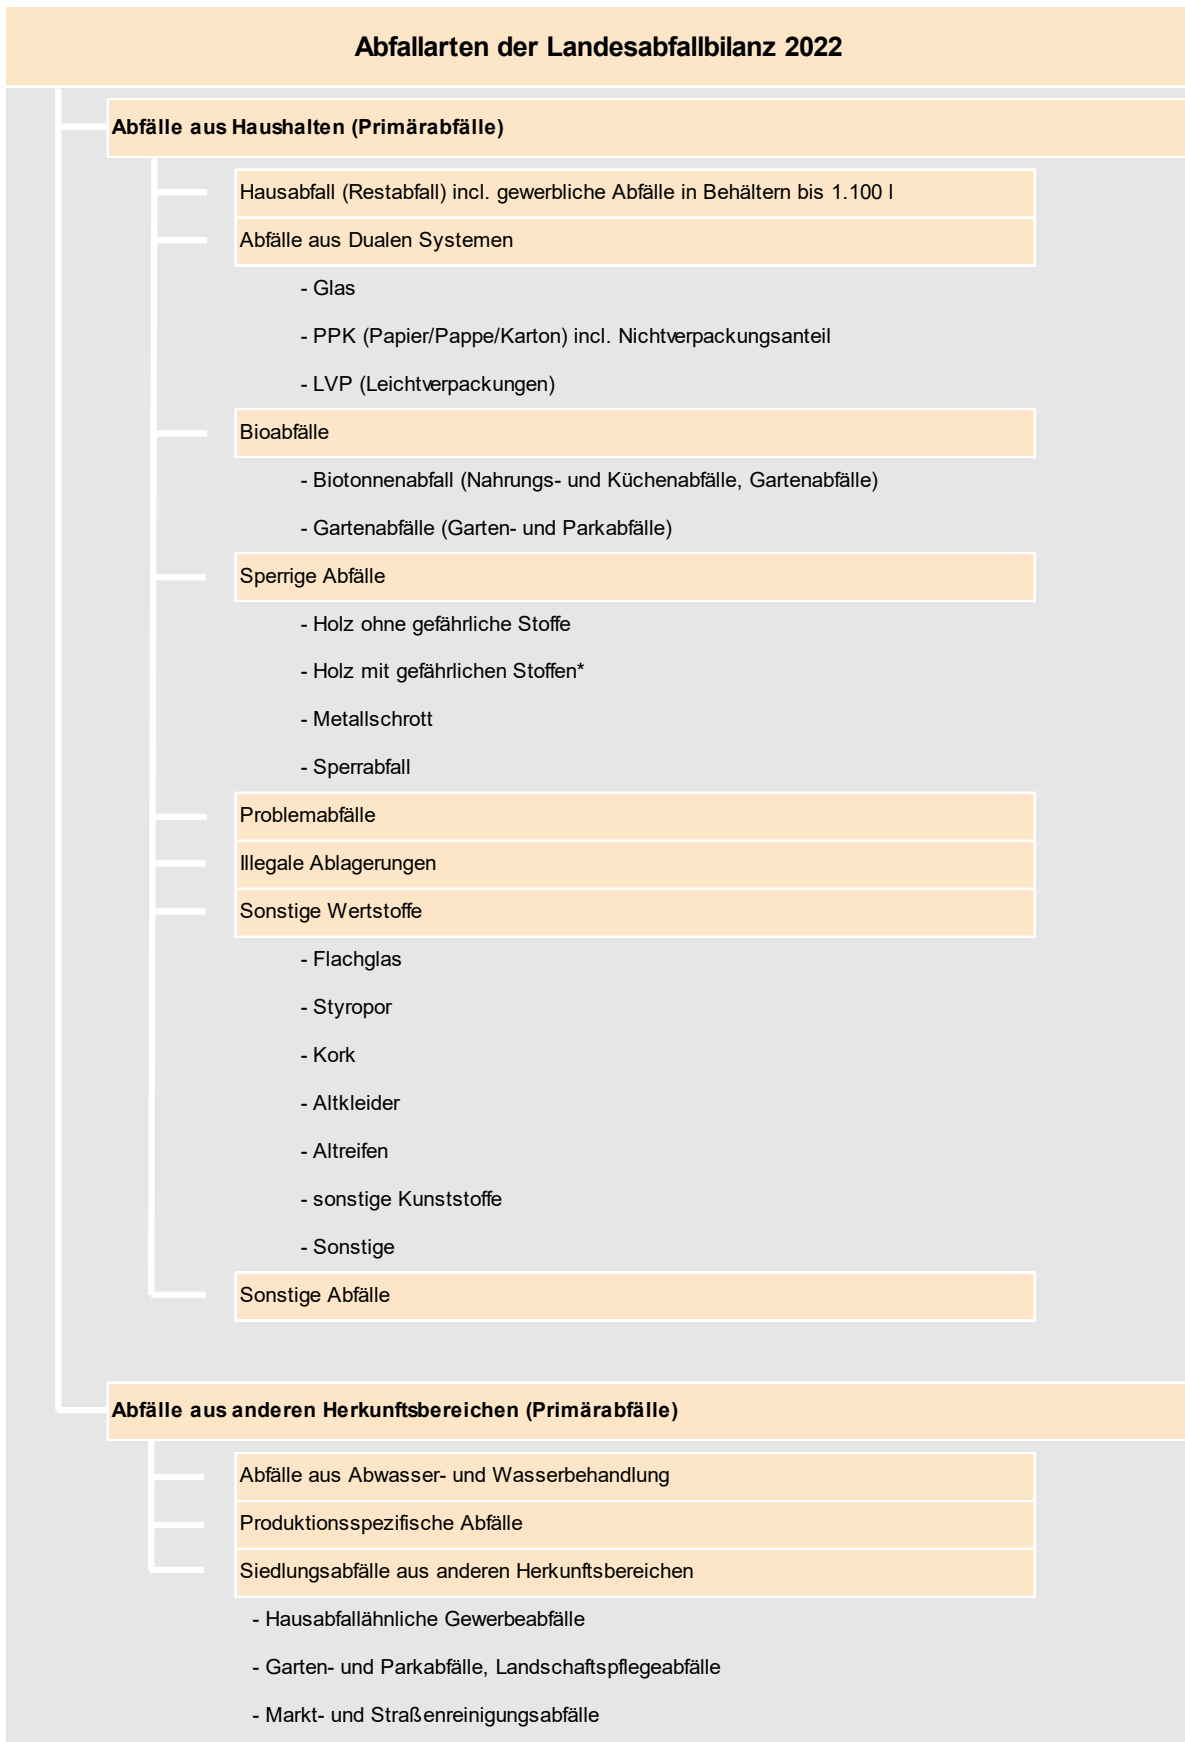 Abfallarten der Landesabfallbilanz 2022
Abfälle aus Haushalten (Primärabfälle)
Hausabfall (Restabfall) incl. gewerbliche Abfälle in Behältern bis 1.100 l
Abfälle aus Dualen Systemen
- Glas
- PPK (Papier/Pappe/Karton) incl. Nichtverpackungsanteil
- LVP (Leichtverpackungen)
Bioabfälle
- Biotonnenabfall (Nahrungs- und Küchenabfälle, Gartenabfälle)
- Gartenabfälle (Garten- und Parkabfälle)
Sperrige Abfälle
- Holz ohne gefährliche Stoffe
- Holz mit gefährlichen Stoffen*
- Metallschrott
- Sperrabfall
Problemabfälle
Illegale Ablagerungen
Sonstige Wertstoffe
- Flachglas
- Styropor
- Kork
- Altkleider
- Altreifen
- sonstige Kunststoffe
- Sonstige
Sonstige Abfälle
Abfälle aus anderen Herkunftsbereichen (Primärabfälle)
Abfälle aus Abwasser- und Wasserbehandlung
Produktionsspezifische Abfälle
Siedlungsabfälle aus anderen Herkunftsbereichen
- Hausabfallähnliche Gewerbeabfälle
- Garten- und Parkabfälle, Landschaftspflegeabfälle
- Markt- und Straßenreinigungsabfälle